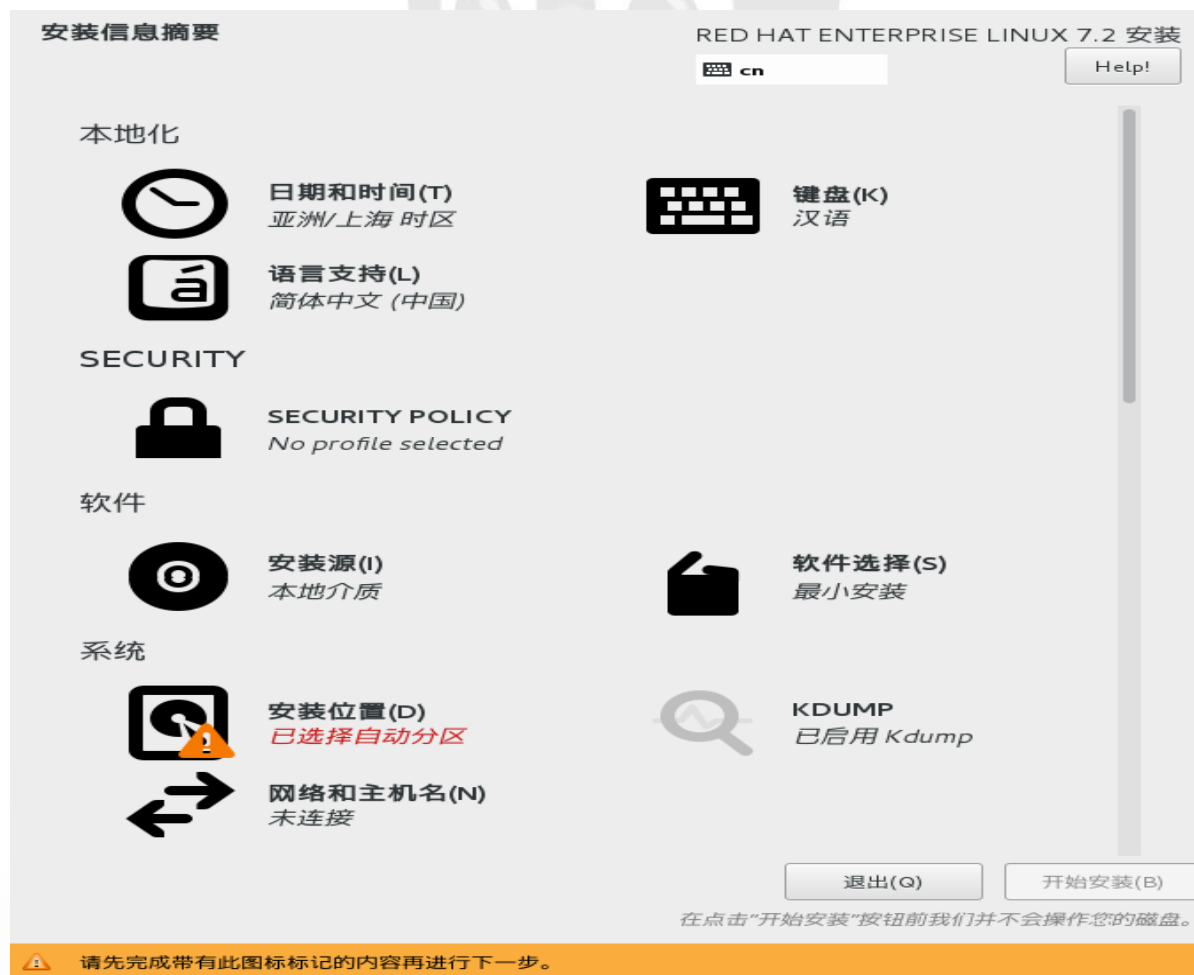 安装信息摘要
RED HAT ENTERPRISE LINUX 7.2 安装
cn
Help!
本地化
日期和时间(T)
亚洲/上海 时区
键盘(K)
汉语
语言支持(L)
简体中文 (中国)
SECURITY
SECURITY POLICY
No profile selected
软件
安装源(I)
本地介质
软件选择(S)
最小安装
系统
安装位置(D)
已选择自动分区
KDUMP
已启用 Kdump
网络和主机名(N)
未连接
退出(Q)
开始安装(B)
在点击"开始安装"按钮前我们并不会操作您的磁盘。
请先完成带有此图标标记的内容再进行下一步。